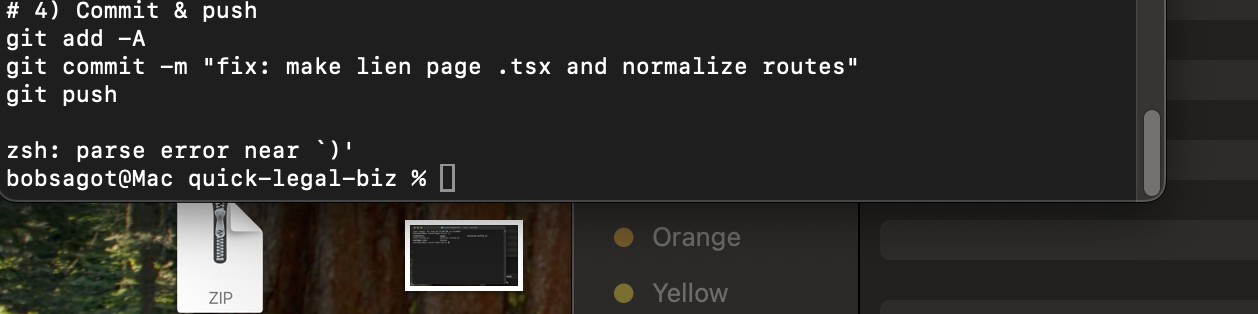 # 4) Commit & push
git add -A
git commit -m "fix: make lien page .tsx and normalize routes"
git push
zsh: parse error near `)'
bobsagot@Mac quick-legal-biz %
ZIP
Orange
Yellow